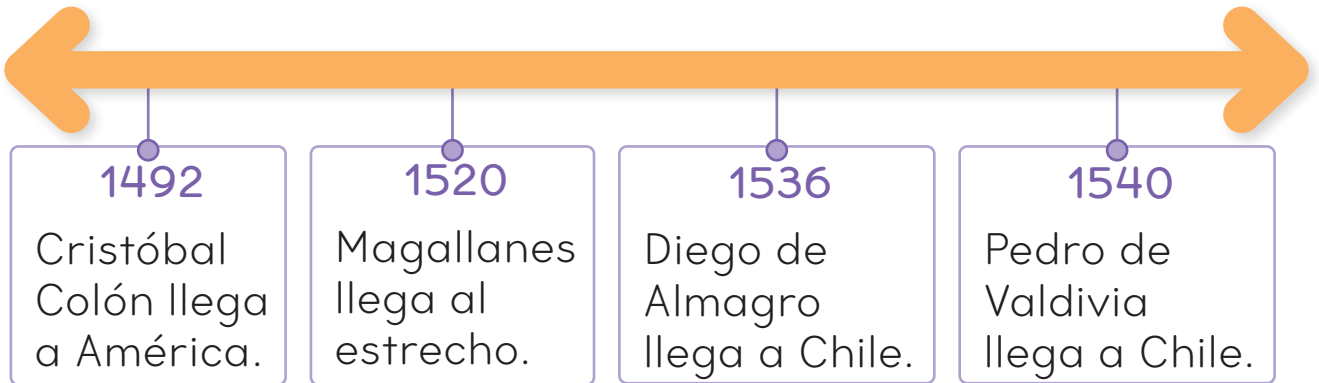 1492
Cristóbal
Colón llega
a América.
1520
Magallanes
llega al
estrecho.
1536
Diego de
Almagro
llega a Chile.
1540
Pedro de
Valdivia
llega a Chile.